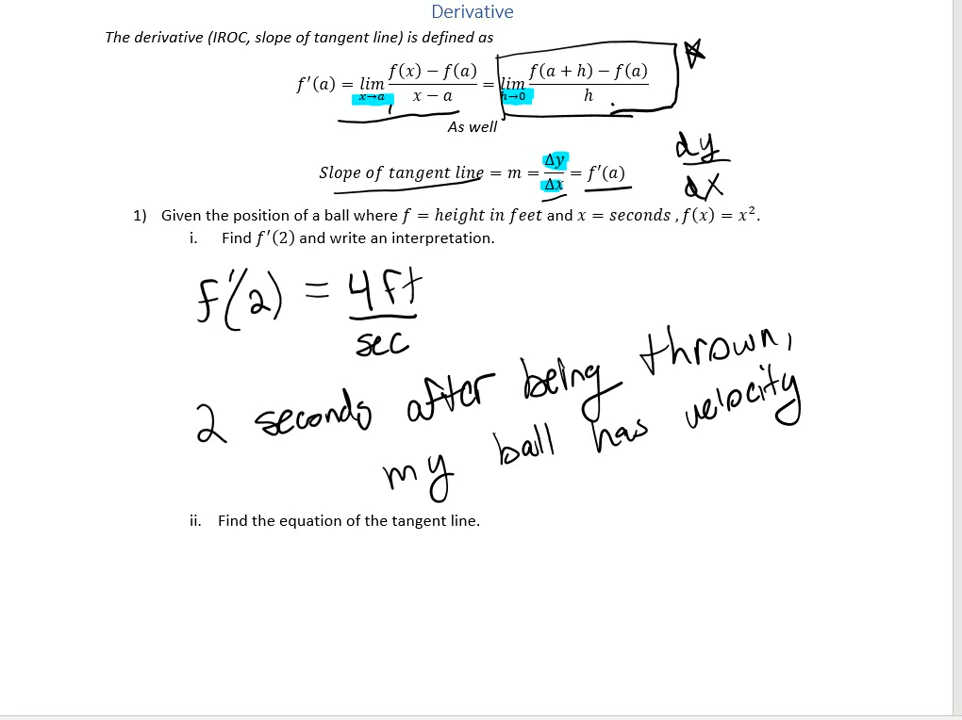 Derivative
The derivative (IROC, slope of tangent line) is defined as
f'(a) = lim x→a f(x) − f(a) / x − a = lim h→0 f(a + h) − f(a) / h
As well
Slope of tangent line = m = Δy / Δx = f'(a)
dy / dx
1) Given the position of a ball where f = height in feet and x = seconds , f(x) = x².
i. Find f'(2) and write an interpretation.
f'(2) = 4 ft / sec
2 seconds after being thrown,
my ball has velocity
ii. Find the equation of the tangent line.